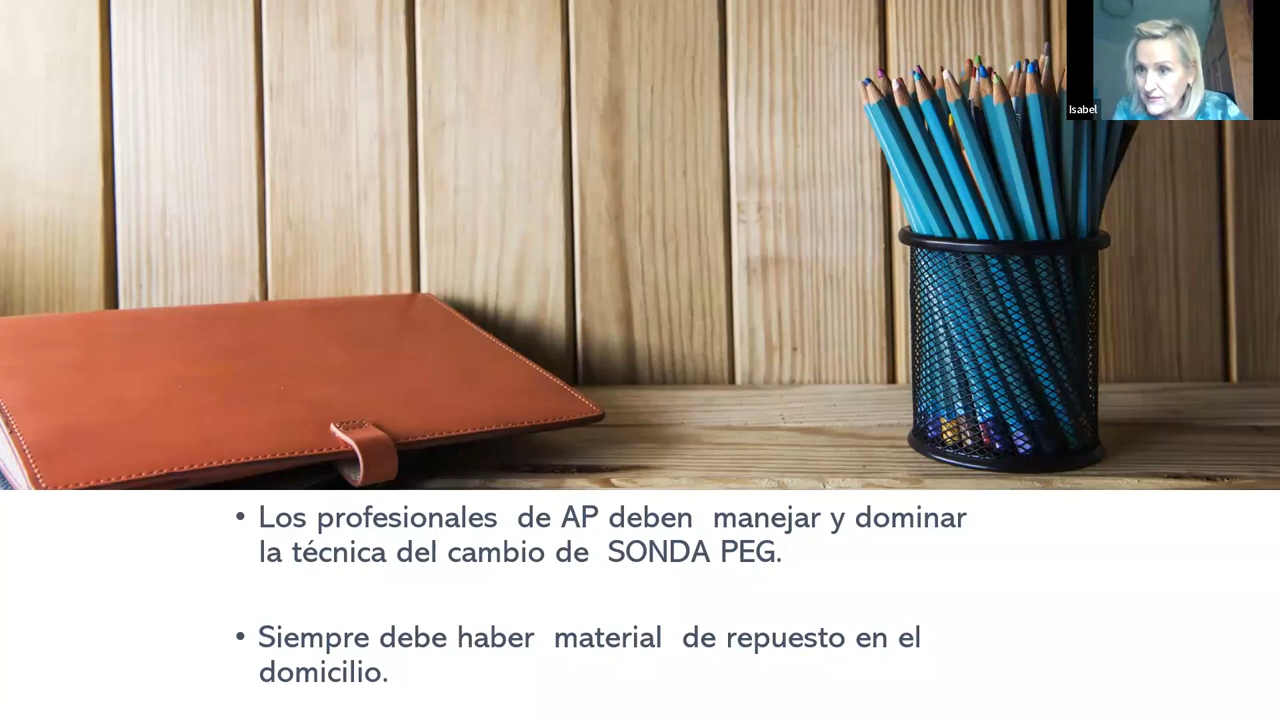 Isabel
• Los profesionales de AP deben manejar y dominar
la técnica del cambio de SONDA PEG.
• Siempre debe haber material de repuesto en el
domicilio.